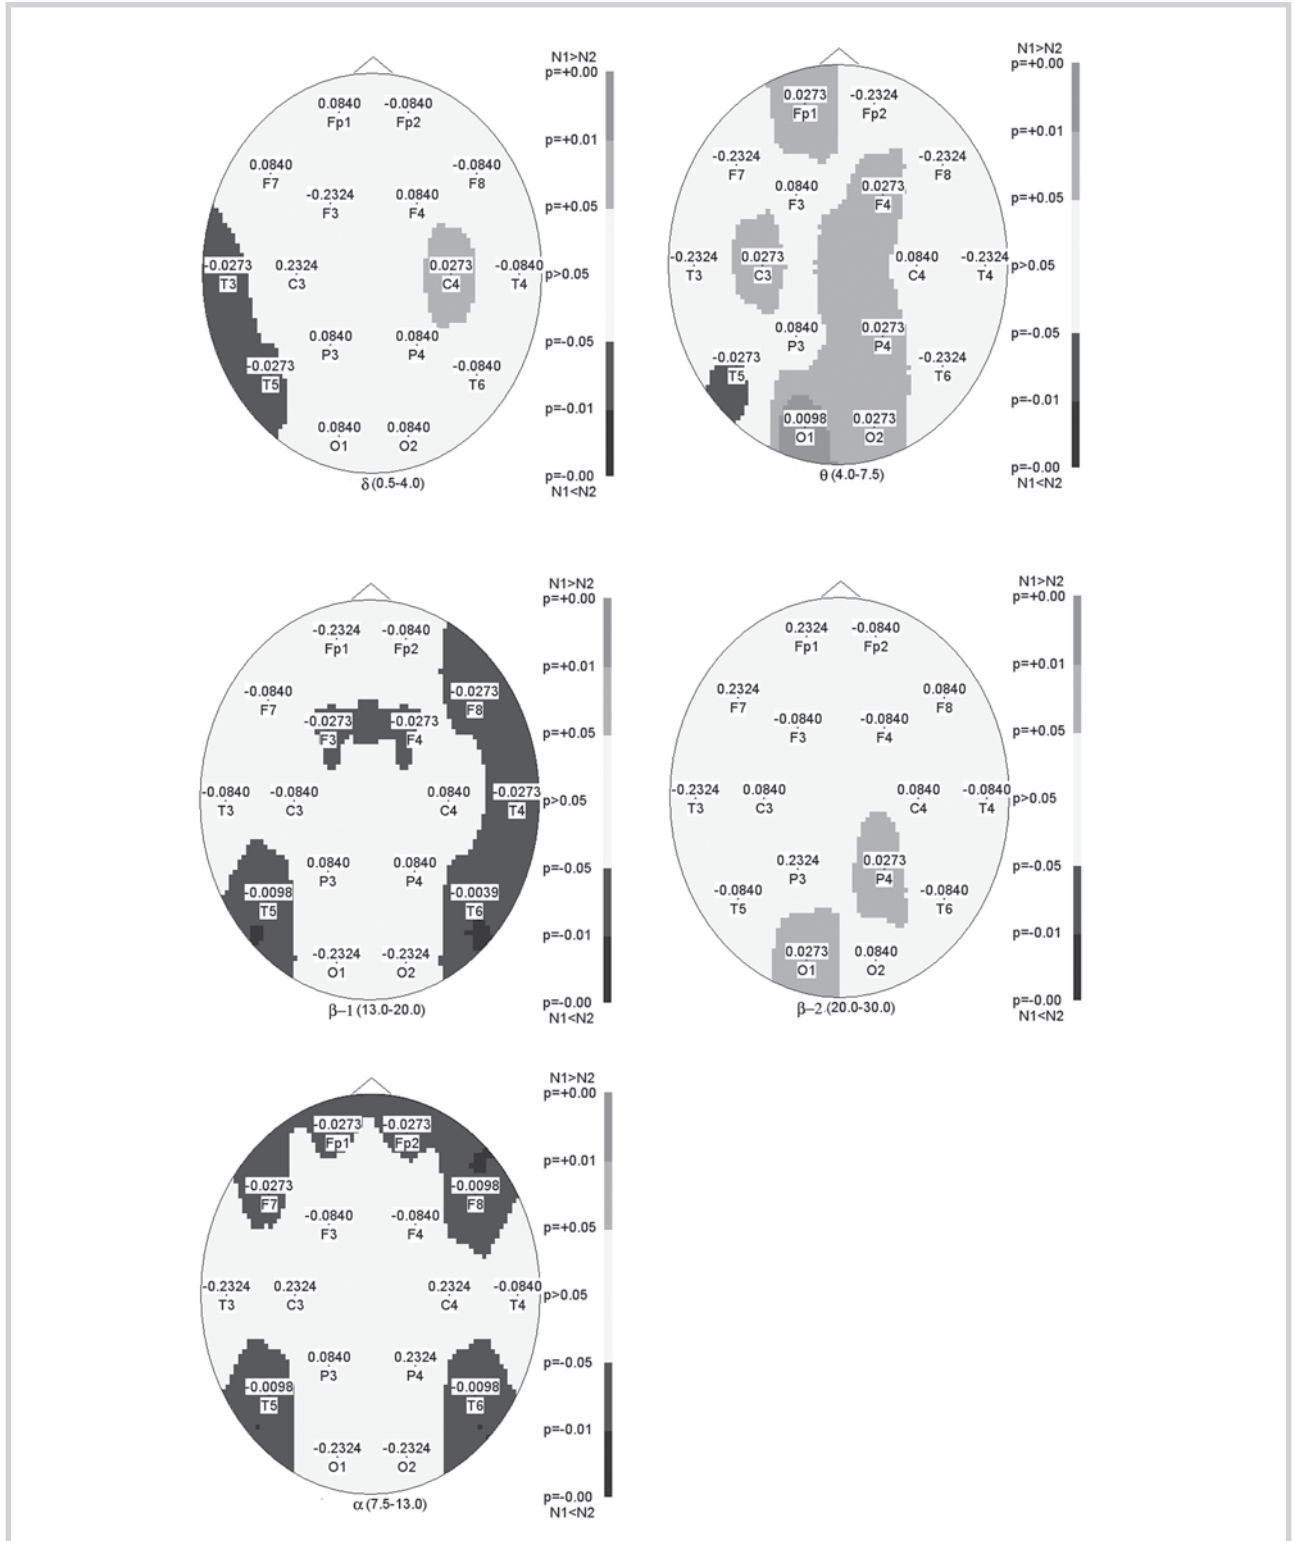 N1>N2
p=+0.00
0.0840 -0.0840
Fp1 Fp2
p=+0.01
0.0840 -0.0840
F7 F8
-0.2324 0.0840
F3 F4
p=+0.05
-0.0273 0.2324 0.0273 -0.0840
T3 C3 C4 T4
p>0.05
0.0840 0.0840
P3 P4
p=-0.05
-0.0273 -0.0840
T5 T6
p=-0.01
0.0840 0.0840
O1 O2
p=-0.00
N1<N2
δ (0.5-4.0)
N1>N2
p=+0.00
0.0273 -0.2324
Fp1 Fp2
p=+0.01
-0.2324 -0.2324
F7 F8
0.0840 0.0273
F3 F4
p=+0.05
-0.2324 0.0273 0.0840 -0.2324
T3 C3 C4 T4
p>0.05
0.0840 0.0273
P3 P4
p=-0.05
-0.0273 -0.2324
T5 T6
p=-0.01
0.0098 0.0273
O1 O2
p=-0.00
N1<N2
θ (4.0-7.5)
N1>N2
p=+0.00
-0.2324 -0.0840
Fp1 Fp2
p=+0.01
-0.0840 -0.0273
F7 F8
-0.0273 -0.0273
F3 F4
p=+0.05
-0.0840 -0.0840 0.0840 -0.0273
T3 C3 C4 T4
p>0.05
0.0840 0.0840
P3 P4
p=-0.05
-0.0098 -0.0039
T5 T6
p=-0.01
-0.2324 -0.2324
O1 O2
p=-0.00
N1<N2
β–1 (13.0-20.0)
N1>N2
p=+0.00
0.2324 -0.0840
Fp1 Fp2
p=+0.01
0.2324 0.0840
F7 F8
-0.0840 -0.0840
F3 F4
p=+0.05
-0.2324 0.0840 0.0840 -0.0840
T3 C3 C4 T4
p>0.05
0.2324 0.0273
P3 P4
p=-0.05
-0.0840 -0.0840
T5 T6
p=-0.01
0.0273 0.0840
O1 O2
p=-0.00
N1<N2
β–2 (20.0-30.0)
N1>N2
p=+0.00
-0.0273 -0.0273
Fp1 Fp2
p=+0.01
-0.0273 -0.0098
F7 F8
-0.0840 -0.0840
F3 F4
p=+0.05
-0.2324 0.2324 0.2324 -0.0840
T3 C3 C4 T4
p>0.05
0.0840 0.2324
P3 P4
p=-0.05
-0.0098 -0.0098
T5 T6
p=-0.01
-0.2324 -0.2324
O1 O2
p=-0.00
N1<N2
α (7.5-13.0)